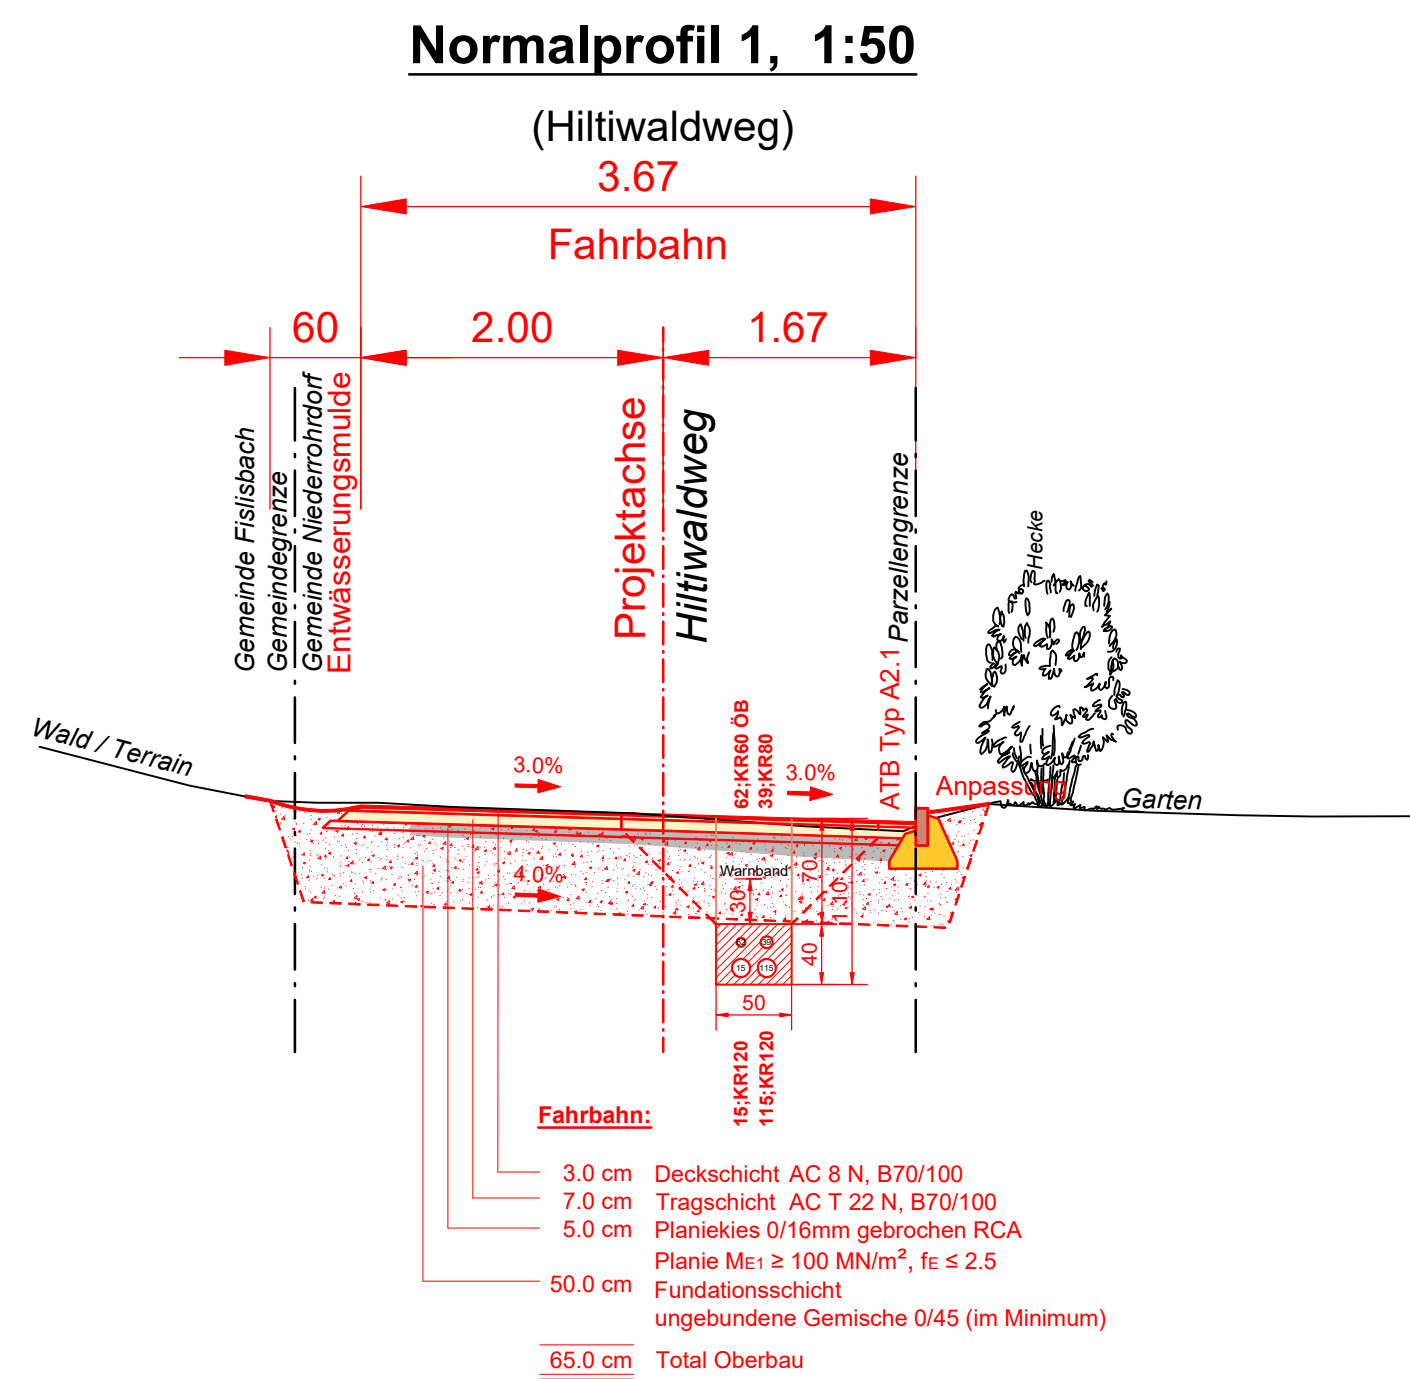 Normalprofil 1, 1:50
(Hiltiwaldweg)
3.67
Fahrbahn
60
2.00
1.67
Gemeinde Fislisbach
Gemeindegrenze
Gemeinde Niederrohrdorf
Entwässerungsmulde
Projektachse
Hiltiwaldweg
Parzellengrenze
ATB Typ A2.1
Hecke
Wald / Terrain
3.0%
62;KR60 ÖB
39;KR80
3.0%
Anpassung
Garten
4.0%
Warnband
30
70
1.10
62
39
15
115
40
50
15;KR120
115;KR120
Fahrbahn:
3.0 cm Deckschicht AC 8 N, B70/100
7.0 cm Tragschicht AC T 22 N, B70/100
5.0 cm Planiekies 0/16mm gebrochen RCA
Planie ME1 ≥ 100 MN/m², fE ≤ 2.5
50.0 cm Fundationsschicht
ungebundene Gemische 0/45 (im Minimum)
65.0 cm Total Oberbau